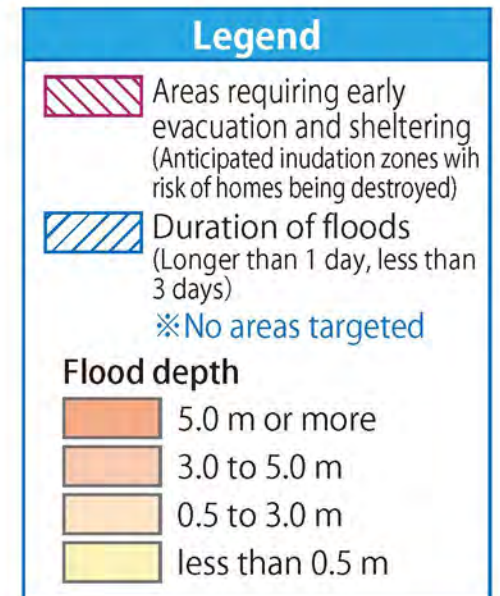 Legend
Areas requiring early
evacuation and sheltering
(Anticipated inudation zones wih
risk of homes being destroyed)
Duration of floods
(Longer than 1 day, less than
3 days)
※No areas targeted
Flood depth
5.0 m or more
3.0 to 5.0 m
0.5 to 3.0 m
less than 0.5 m